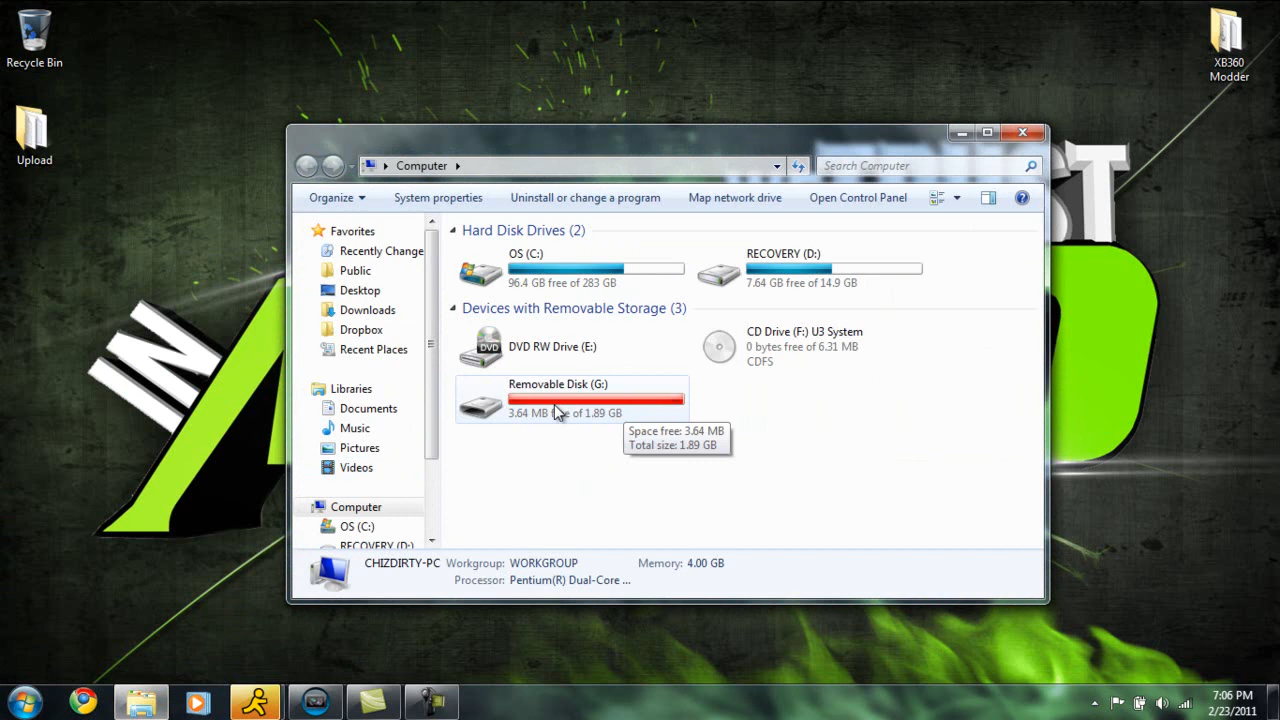 Recycle Bin
Upload
XB360
Modder
Computer
Search Computer
Organize
System properties
Uninstall or change a program
Map network drive
Open Control Panel
Favorites
Recently Change
Public
Desktop
Downloads
Dropbox
Recent Places
Libraries
Documents
Music
Pictures
Videos
Computer
OS (C:)
RECOVERY (D:)
Hard Disk Drives (2)
OS (C:)
96.4 GB free of 283 GB
RECOVERY (D:)
7.64 GB free of 14.9 GB
Devices with Removable Storage (3)
DVD
DVD RW Drive (E:)
CD Drive (F:) U3 System
0 bytes free of 6.31 MB
CDFS
Removable Disk (G:)
3.64 MB free of 1.89 GB
Space free: 3.64 MB
Total size: 1.89 GB
CHIZDIRTY-PC
Workgroup: WORKGROUP
Memory: 4.00 GB
Processor: Pentium(R) Dual-Core ...
IN
7:06 PM
2/23/2011